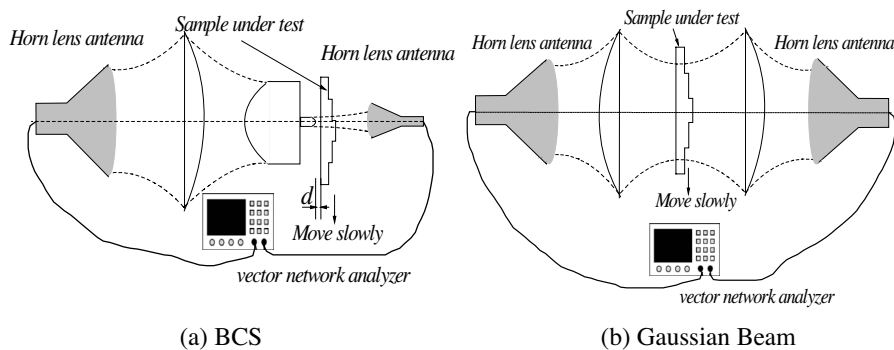 Sample under test
Horn lens antenna
Horn lens antenna
d
Move slowly
vector network analyzer
(a) BCS
Sample under test
Horn lens antenna
Horn lens antenna
Move slowly
vector network analyzer
(b) Gaussian Beam